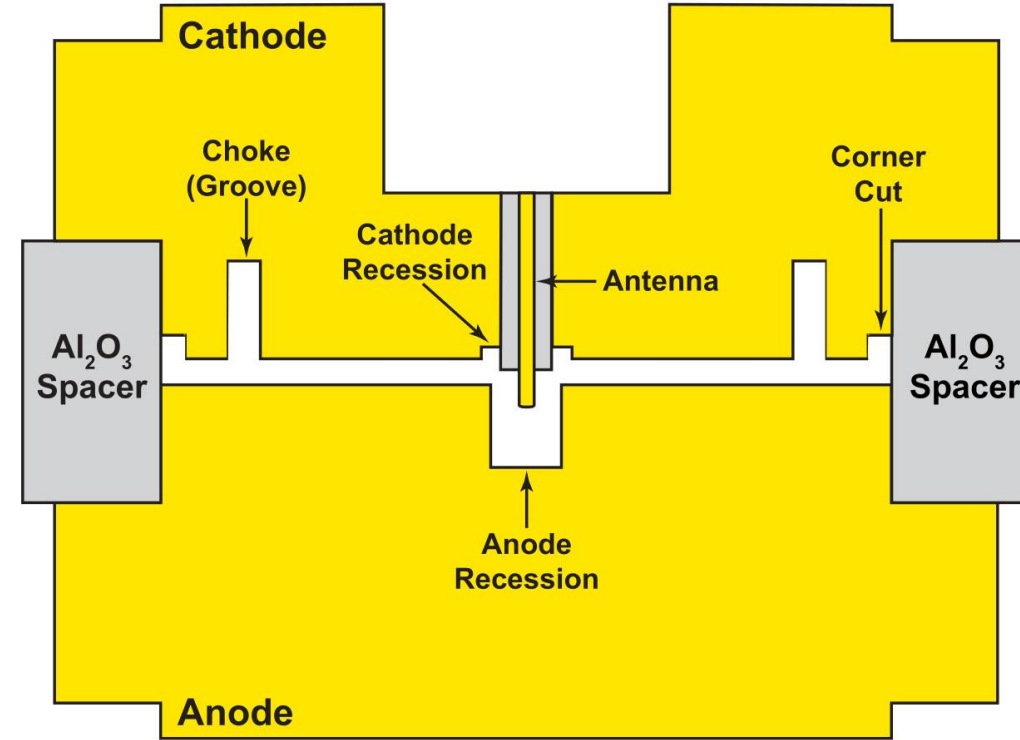 Cathode
Choke
(Groove)
Corner
Cut
Cathode
Recession
Antenna
Al₂O₃
Spacer
Al₂O₃
Spacer
Anode
Recession
Anode